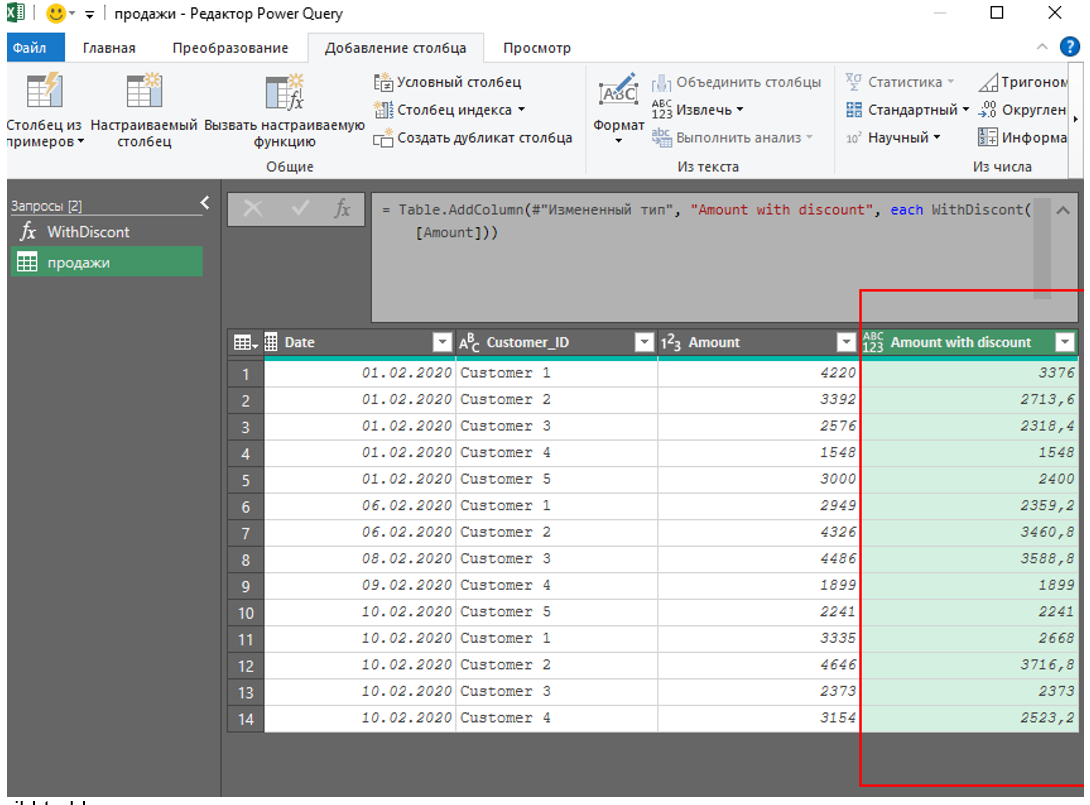 продажи - Редактор Power Query
Файл Главная Преобразование Добавление столбца Просмотр
Столбец из примеров
Настраиваемый столбец
Вызвать настраиваемую функцию
Условный столбец
Столбец индекса
Создать дубликат столбца
Общие
Формат
Объединить столбцы
ABC 123 Извлечь
Выполнить анализ
Из текста
Статистика
Стандартный
10² Научный
Тригоном
Округлен
Информа
Из числа
Запросы [2]
fx WithDiscont
продажи
fx
= Table.AddColumn(#"Измененный тип", "Amount with discount", each WithDiscont(
[Amount]))
Date ABC Customer_ID 123 Amount ABC 123 Amount with discount
1 01.02.2020 Customer 1 4220 3376
2 01.02.2020 Customer 2 3392 2713,6
3 01.02.2020 Customer 3 2576 2318,4
4 01.02.2020 Customer 4 1548 1548
5 01.02.2020 Customer 5 3000 2400
6 06.02.2020 Customer 1 2949 2359,2
7 06.02.2020 Customer 2 4326 3460,8
8 08.02.2020 Customer 3 4486 3588,8
9 09.02.2020 Customer 4 1899 1899
10 10.02.2020 Customer 5 2241 2241
11 10.02.2020 Customer 1 3335 2668
12 10.02.2020 Customer 2 4646 3716,8
13 10.02.2020 Customer 3 2373 2373
14 10.02.2020 Customer 4 3154 2523,2